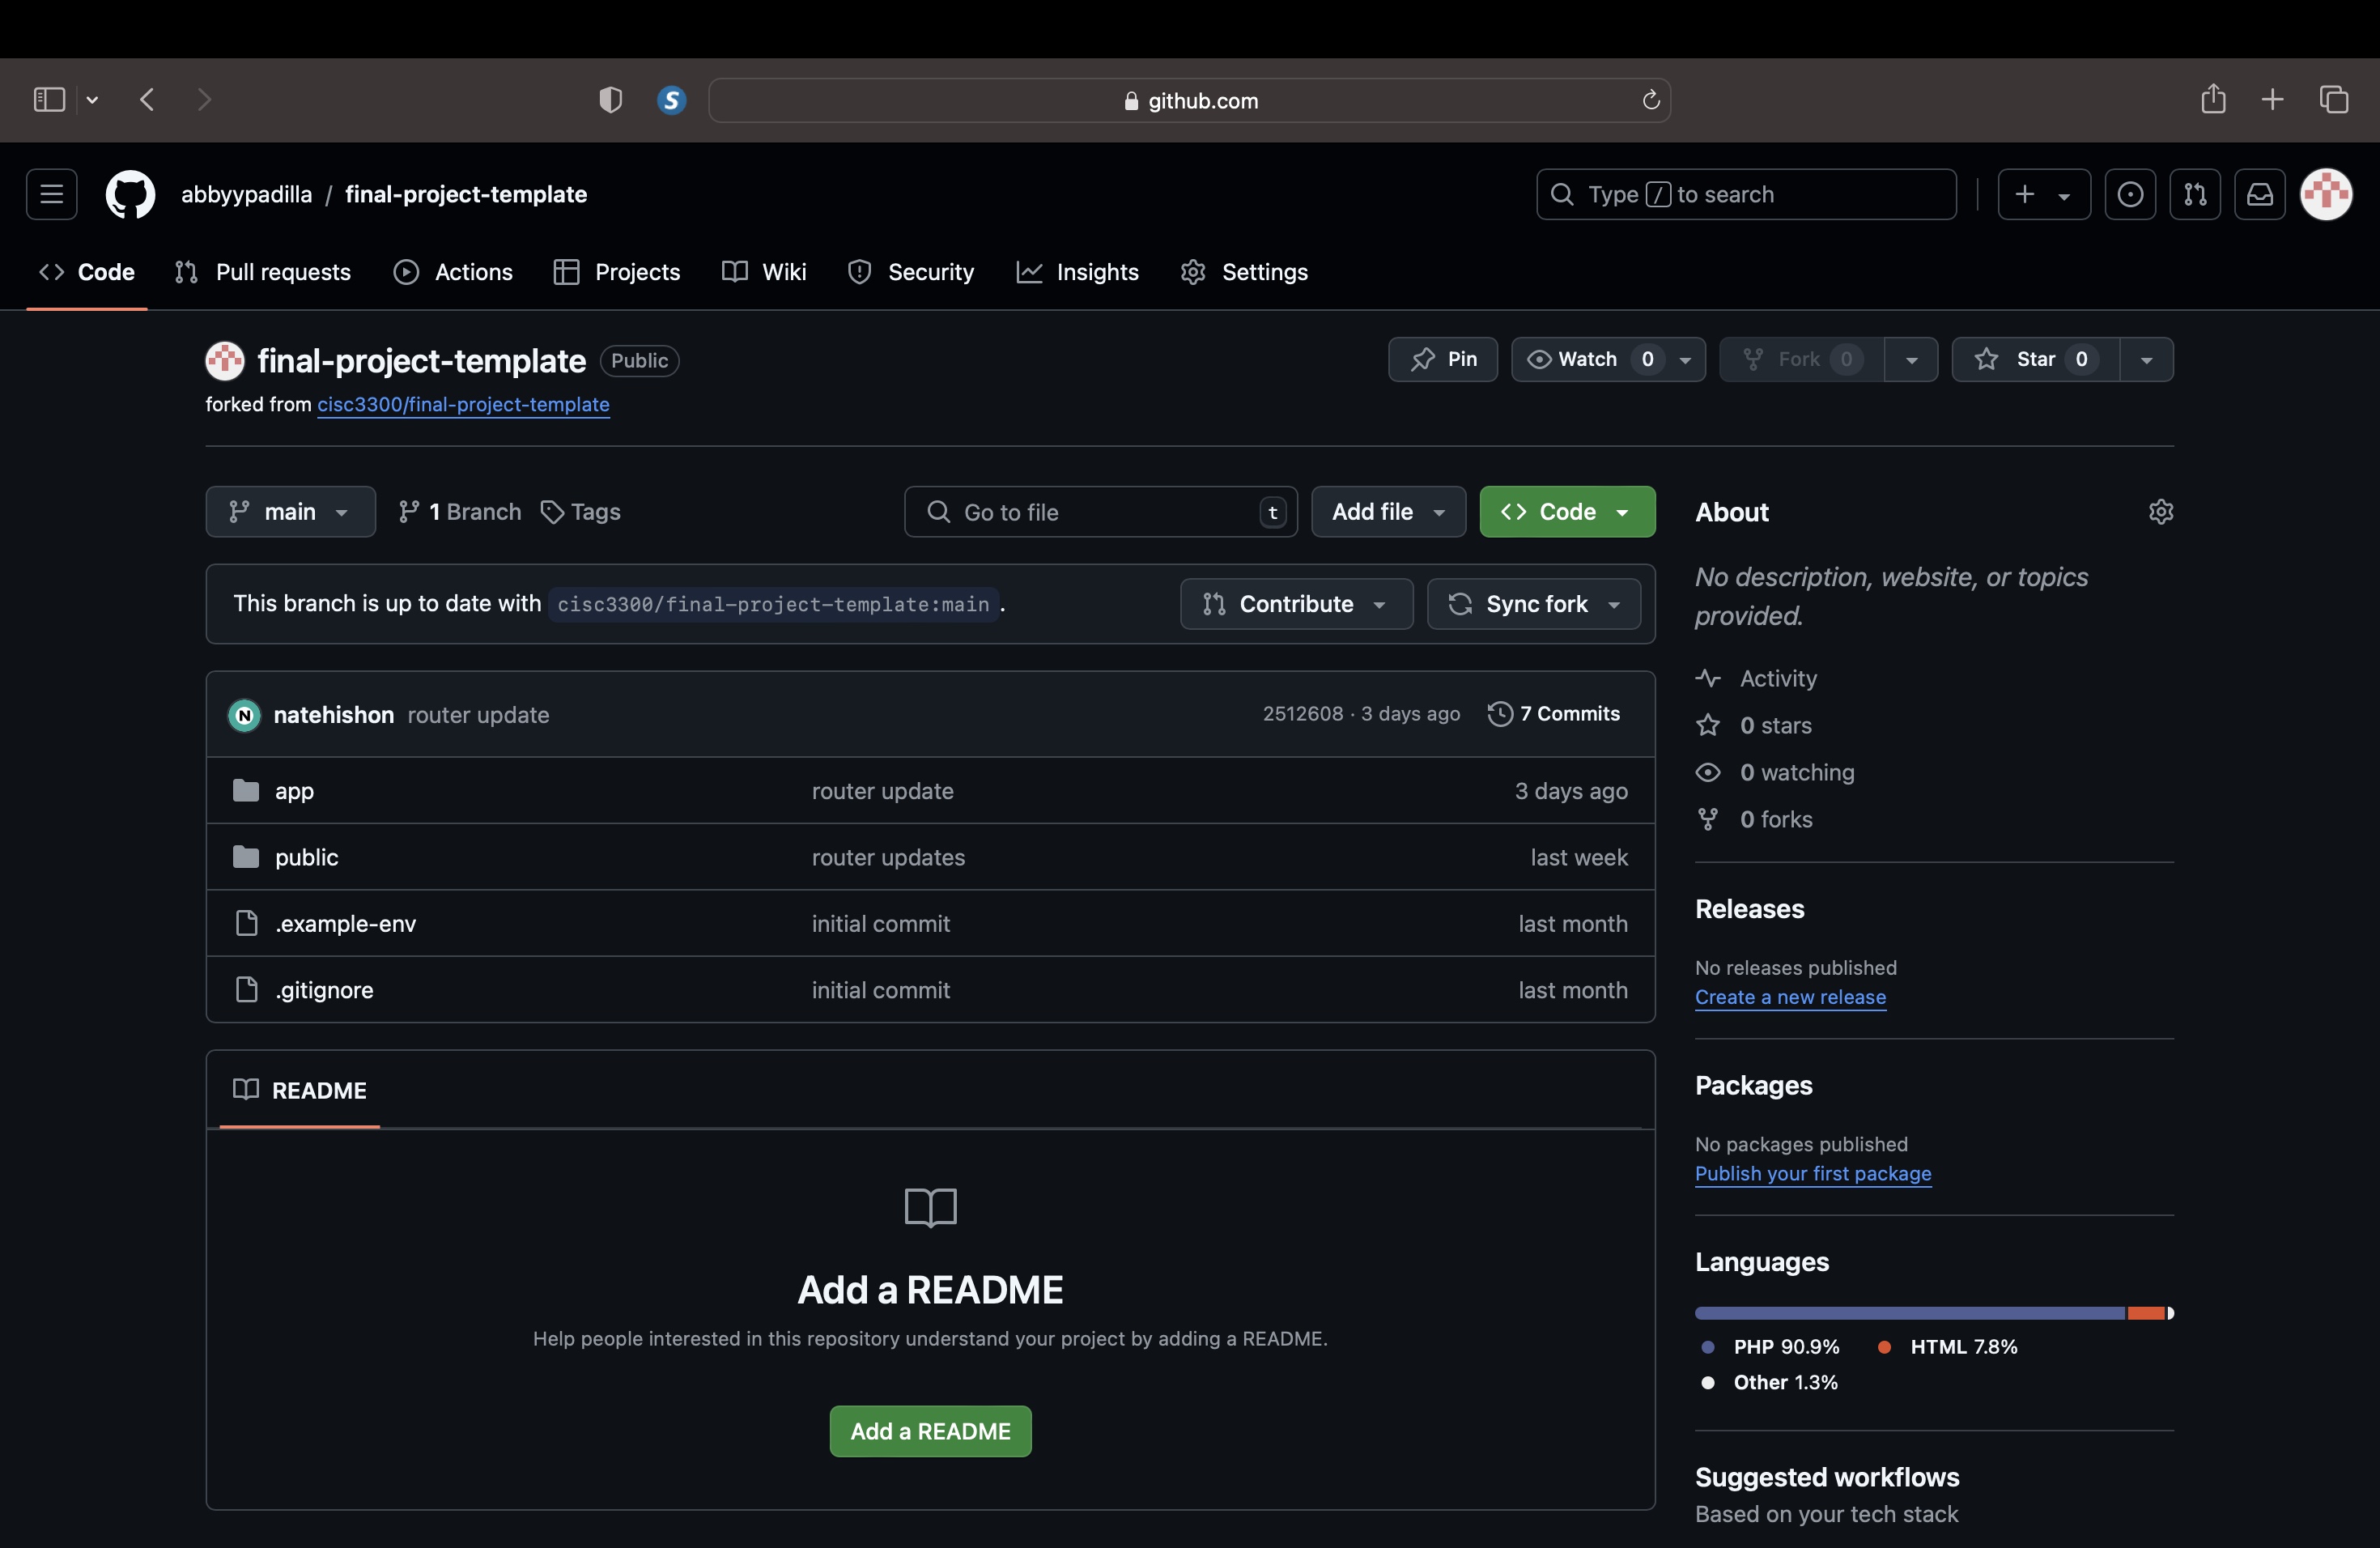 github.com
abbyypadilla / final-project-template
Type / to search
Code Pull requests Actions Projects Wiki Security Insights Settings
final-project-template Public
Pin Watch 0 Fork 0 Star 0
forked from cisc3300/final-project-template
main 1 Branch Tags Go to file t Add file Code
This branch is up to date with cisc3300/final-project-template:main . Contribute Sync fork
N natehishon router update 2512608 · 3 days ago 7 Commits
app router update 3 days ago
public router updates last week
.example-env initial commit last month
.gitignore initial commit last month
README
Add a README
Help people interested in this repository understand your project by adding a README.
Add a README
About
No description, website, or topics
provided.
Activity
0 stars
0 watching
0 forks
Releases
No releases published
Create a new release
Packages
No packages published
Publish your first package
Languages
PHP 90.9% HTML 7.8%
Other 1.3%
Suggested workflows
Based on your tech stack